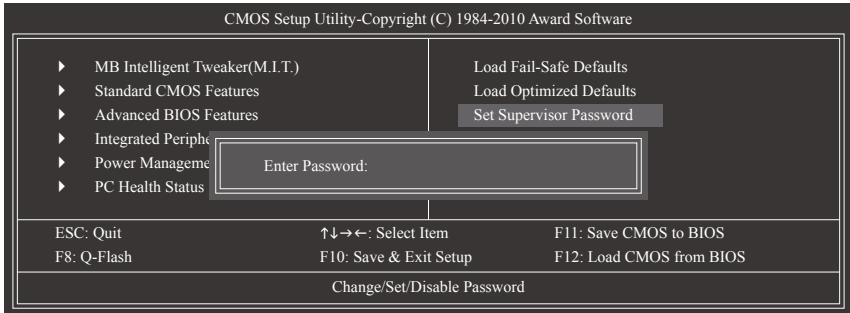 CMOS Setup Utility-Copyright (C) 1984-2010 Award Software
MB Intelligent Tweaker(M.I.T.)
Standard CMOS Features
Advanced BIOS Features
Integrated Periphe
Power Manageme
PC Health Status
Load Fail-Safe Defaults
Load Optimized Defaults
Set Supervisor Password
Enter Password:
ESC: Quit ↑↓→←: Select Item F11: Save CMOS to BIOS
F8: Q-Flash F10: Save & Exit Setup F12: Load CMOS from BIOS
Change/Set/Disable Password